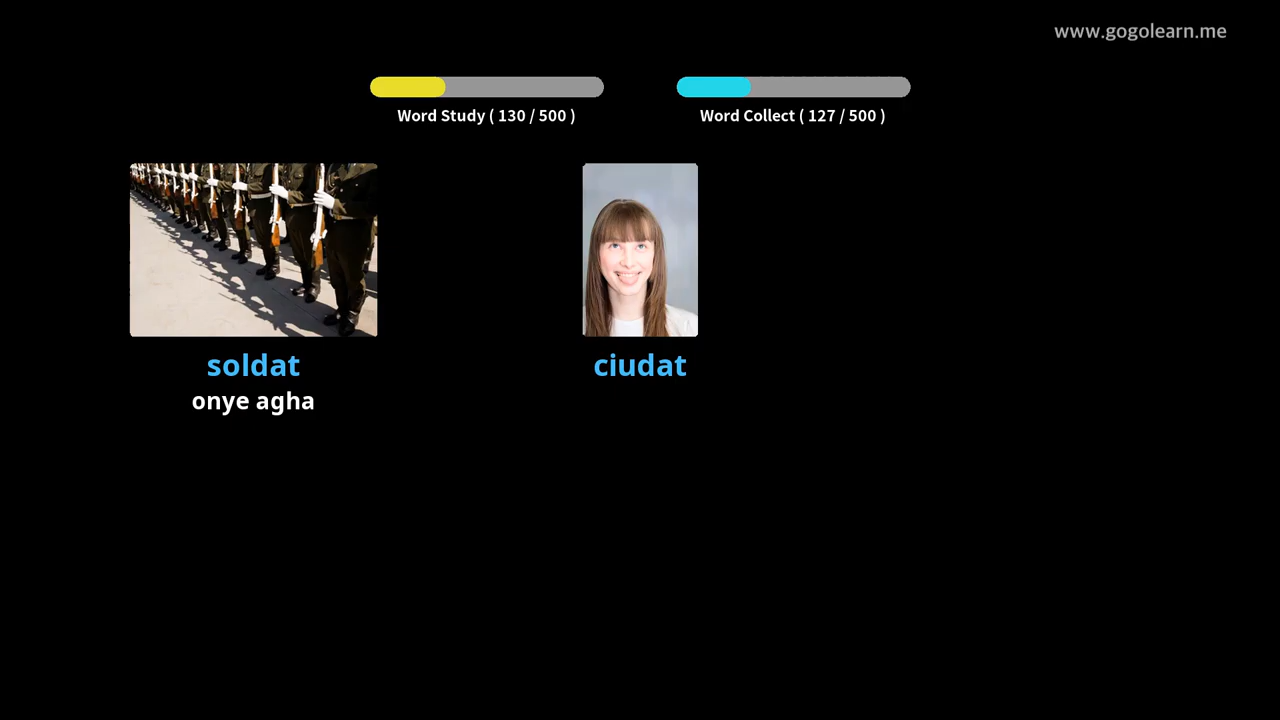 www.gogolearn.me
Word Study ( 130 / 500 )
Word Collect ( 127 / 500 )
soldat
onye agha
ciudat